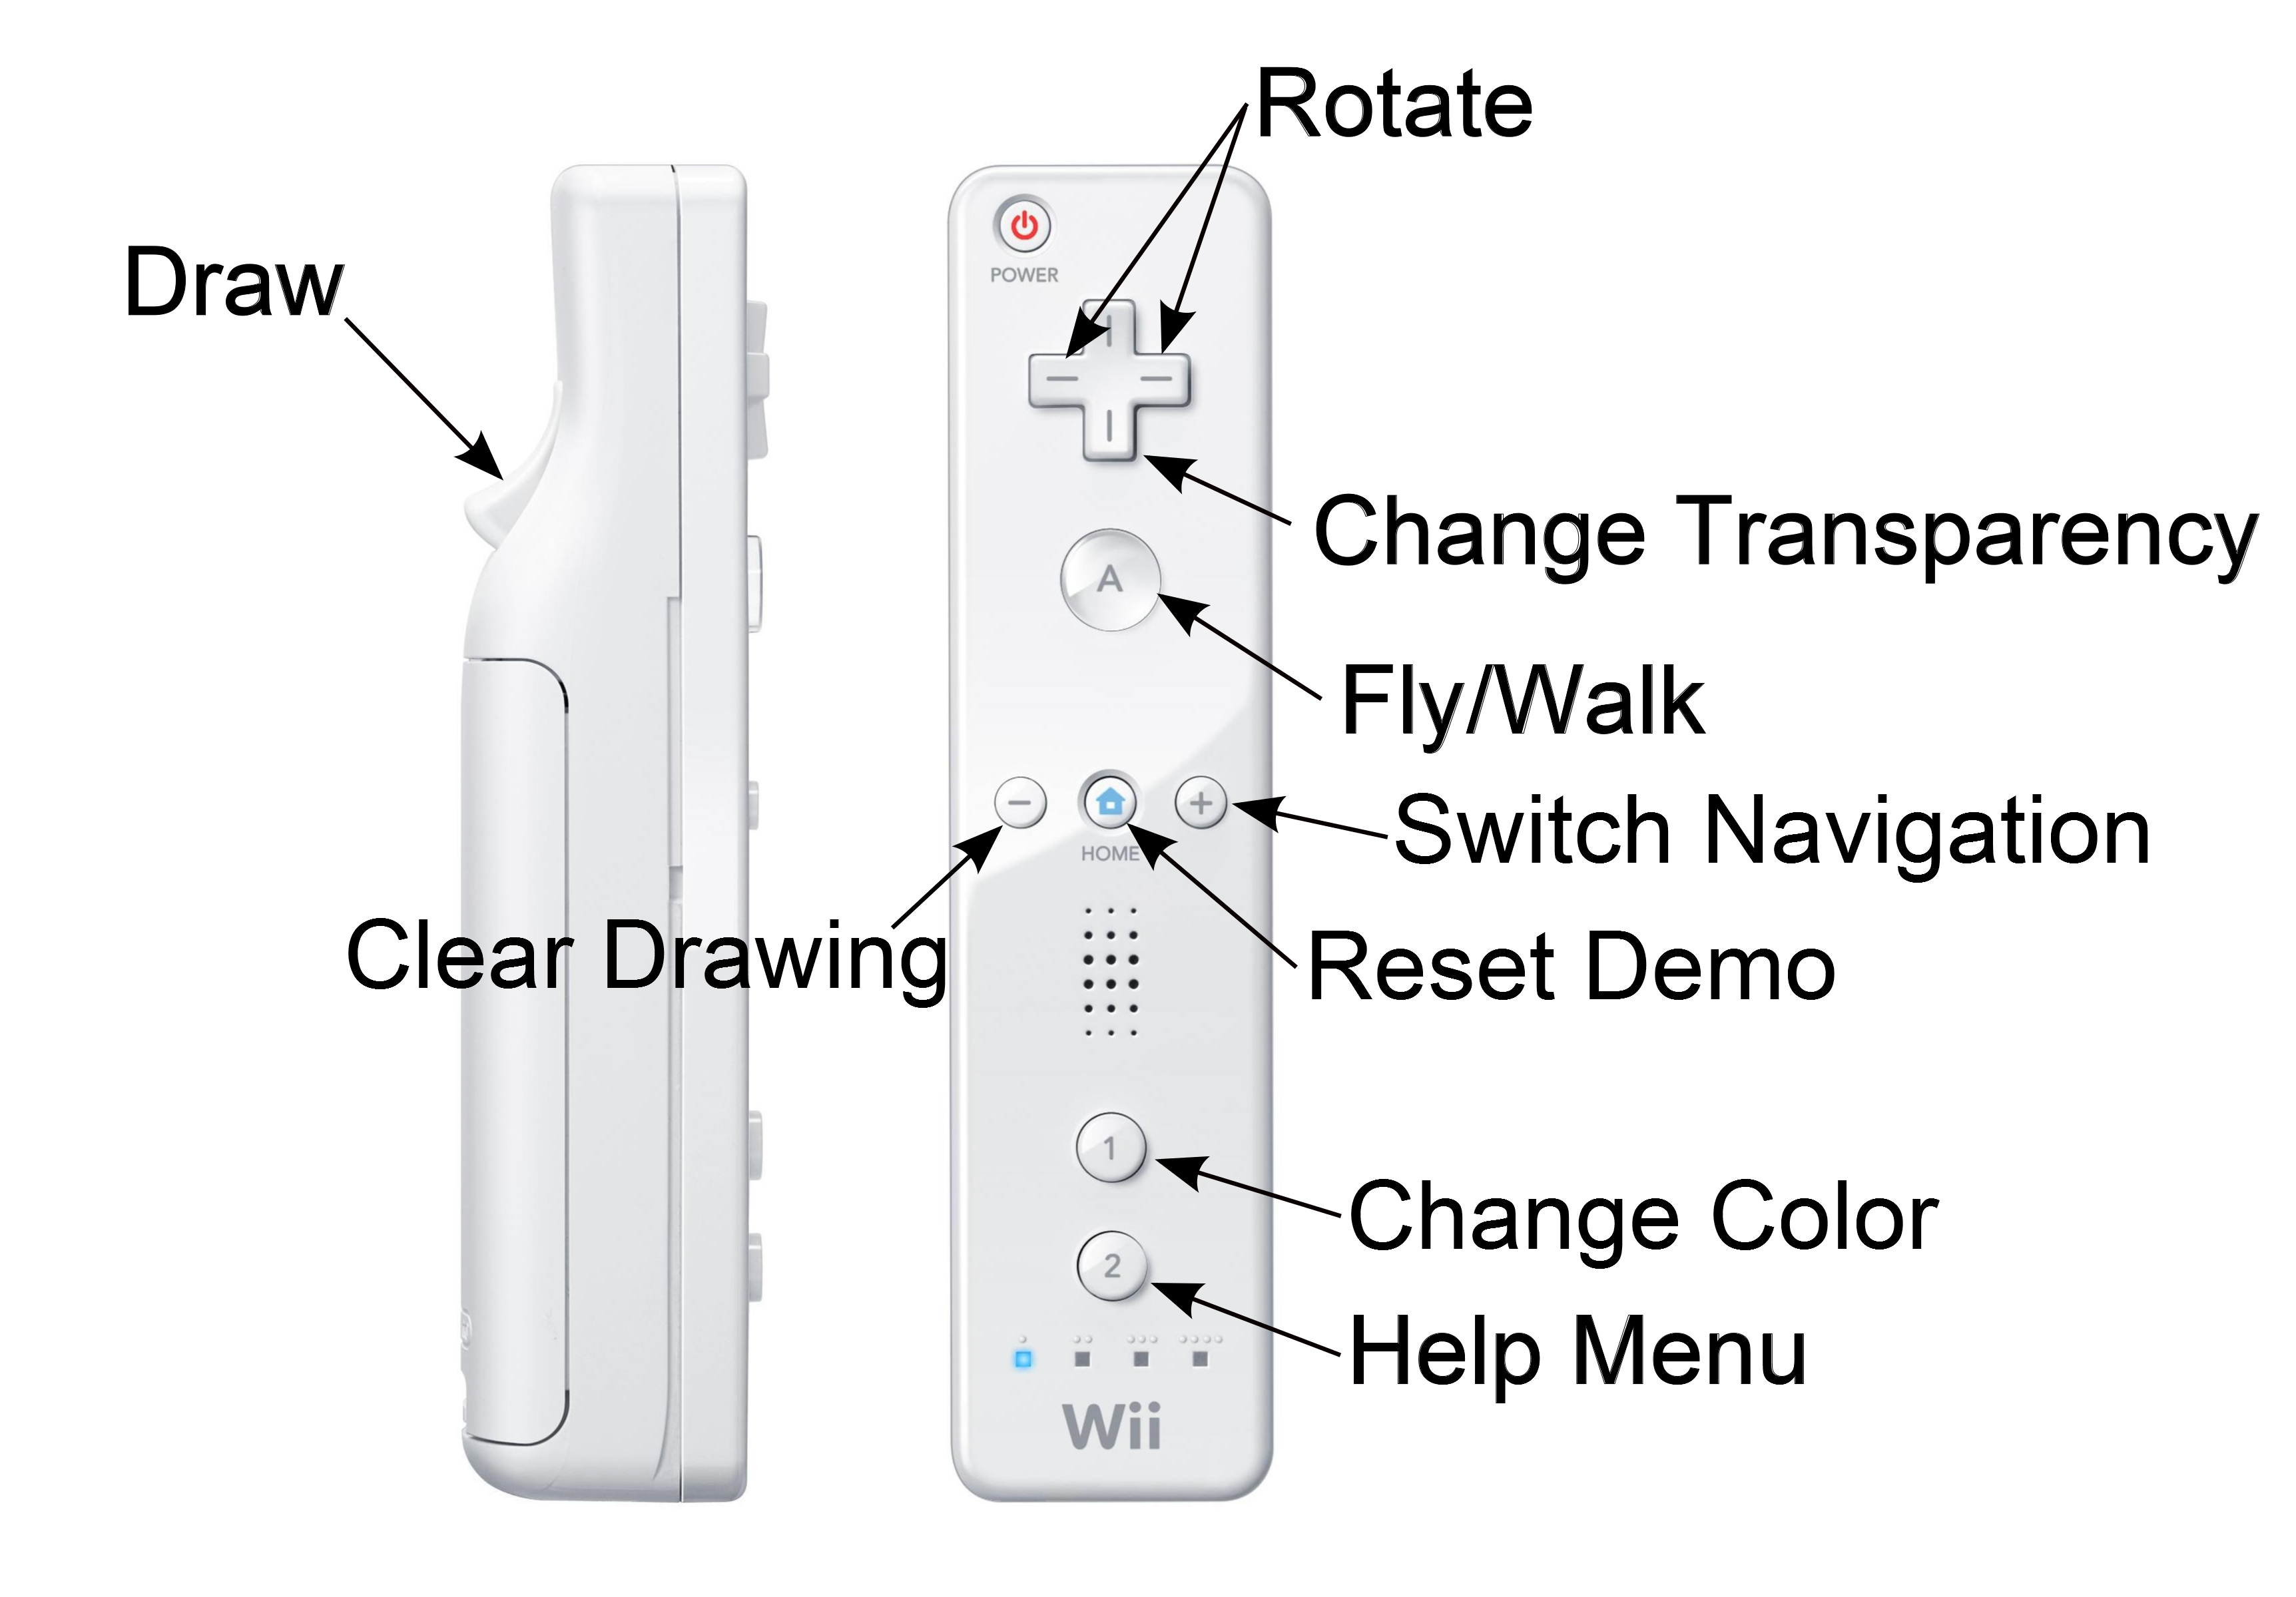 Rotate
POWER
Draw
Change Transparency
A
Fly/Walk
HOME
Switch Navigation
Clear Drawing
Reset Demo
1
Change Color
2
Help Menu
Wii